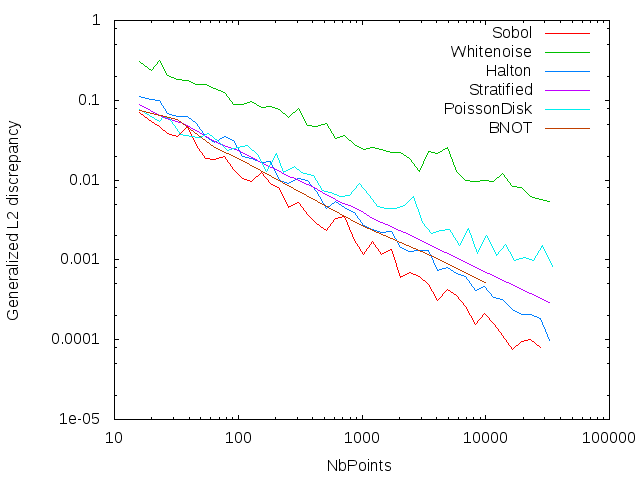 1
0.1
0.01
0.001
0.0001
1e-05
10
100
1000
10000
100000
Generalized L2 discrepancy
NbPoints
Sobol
Whitenoise
Halton
Stratified
PoissonDisk
BNOT